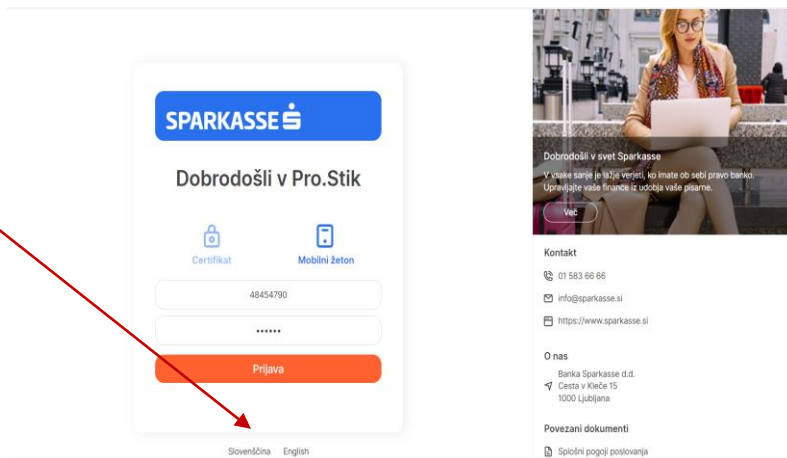 SPARKASSE
Dobrodošli v Pro.Stik
Certifikat
Mobilni žeton
48454790
••••••
Prijava
Slovenščina
English
Dobrodošli v svet Sparkasse
V vsake sanje je lažje verjeti, ko imate ob sebi pravo banko.
Upravljajte vaše finance iz udobja vaše pisarne.
Več
Kontakt
01 583 66 66
info@sparkasse.si
https://www.sparkasse.si
O nas
Banka Sparkasse d.d.
Cesta v Kleče 15
1000 Ljubljana
Povezani dokumenti
Splošni pogoji poslovanja